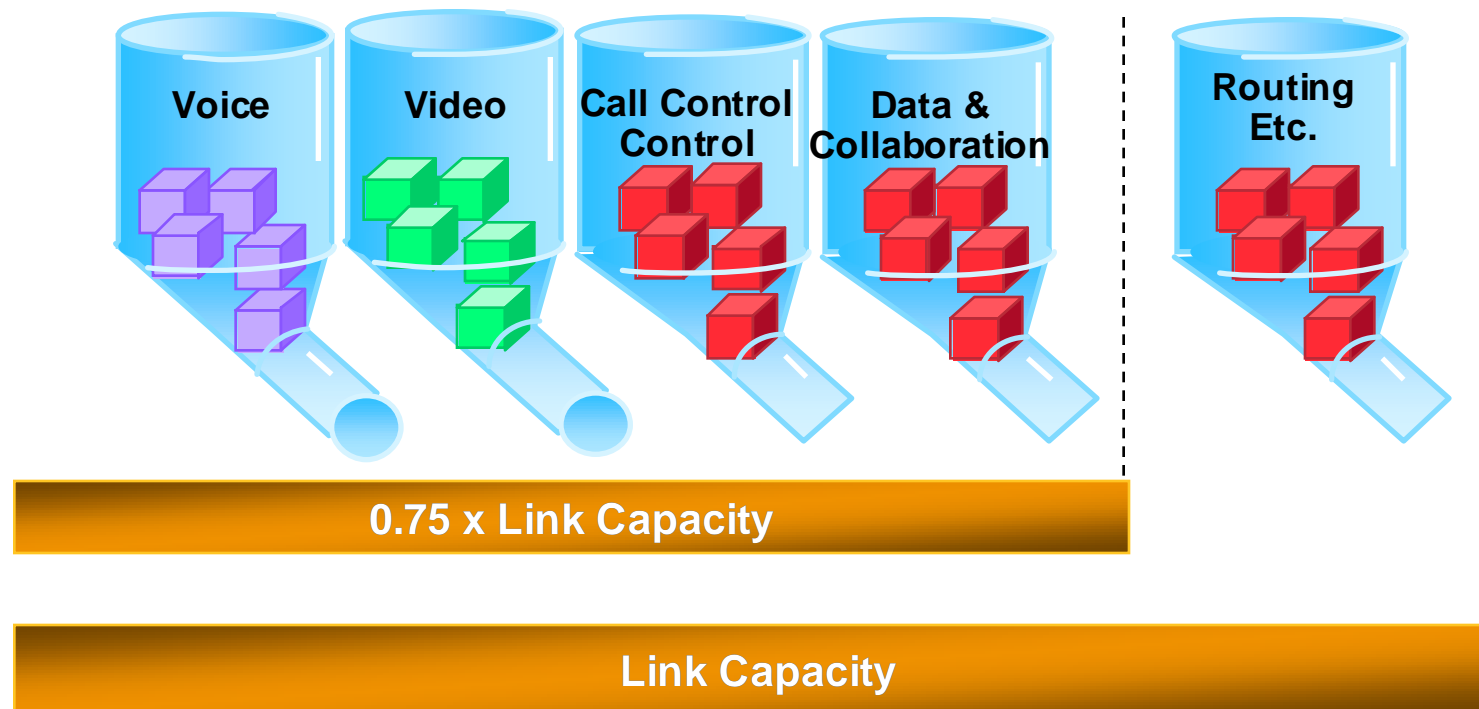 Voice
Video
Call Control
Control
Data &
Collaboration
Routing
Etc.
0.75 x Link Capacity
Link Capacity